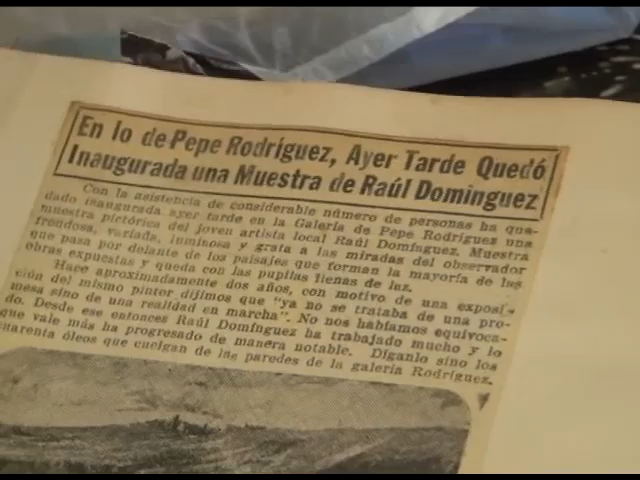 En lo de Pepe Rodríguez, Ayer Tarde Quedó
Inaugurada una Muestra de Raúl Domínguez
Con la asistencia de considerable número de personas ha que-
dado inaugurada ayer tarde en la Galería de Pepe Rodríguez una
muestra pictórica del joven artista local Raúl Domínguez. Muestra
frondosa, variada, luminosa y grata a las miradas del observador
que pasa por delante de los paisajes que forman la mayoría de las
obras expuestas y queda con las pupilas llenas de luz.
Hace aproximadamente dos años, con motivo de una exposi-
ción del mismo pintor dijimos que "ya no se trataba de una pro-
mesa sino de una realidad en marcha". No nos habíamos equivoca-
do. Desde ese entonces Raúl Domínguez ha trabajado mucho y lo
que vale más ha progresado de manera notable. Díganlo sino los
cuarenta óleos que cuelgan de las paredes de la galería Rodríguez.